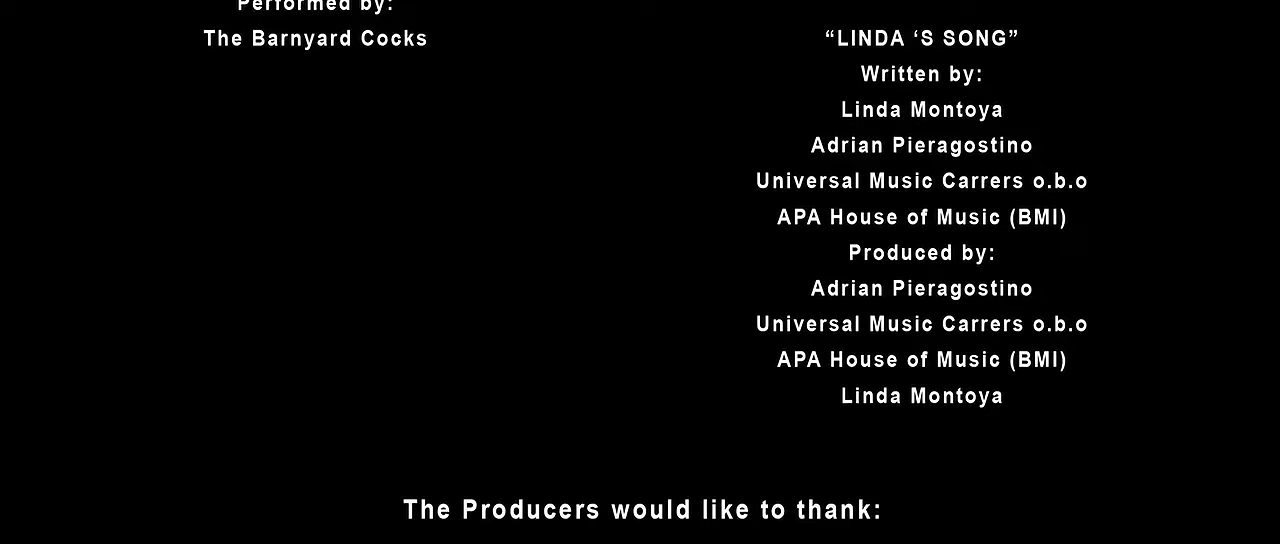 Performed by:
The Barnyard Cocks
“LINDA ‘S SONG”
Written by:
Linda Montoya
Adrian Pieragostino
Universal Music Carrers o.b.o
APA House of Music (BMI)
Produced by:
Adrian Pieragostino
Universal Music Carrers o.b.o
APA House of Music (BMI)
Linda Montoya
The Producers would like to thank: